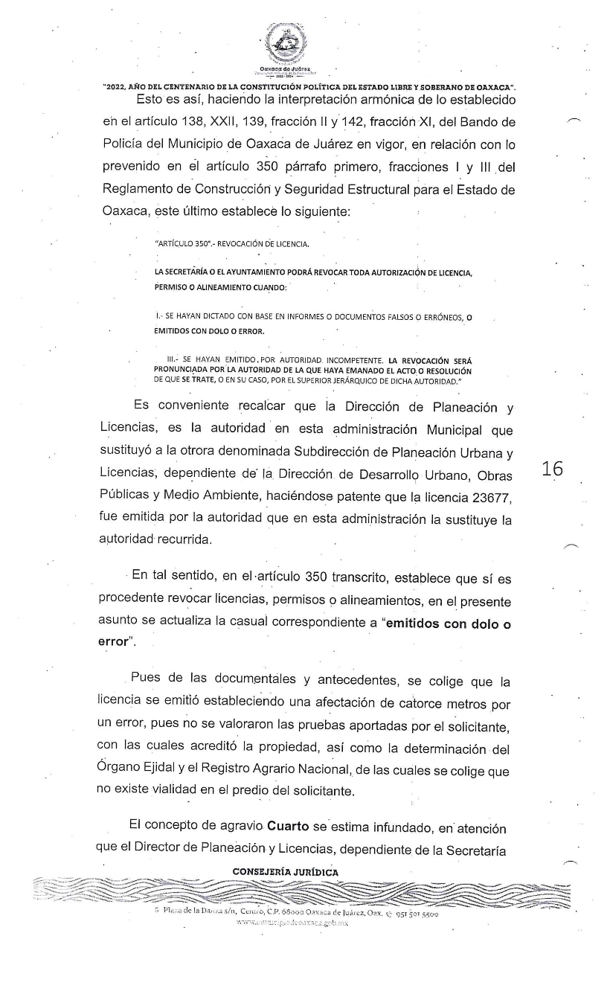 Oaxaca de Juárez
2022 - 2024
"2022, AÑO DEL CENTENARIO DE LA CONSTITUCIÓN POLÍTICA DEL ESTADO LIBRE Y SOBERANO DE OAXACA".
Esto es así, haciendo la interpretación armónica de lo establecido
en el artículo 138, XXII, 139, fracción II y 142, fracción XI, del Bando de
Policía del Municipio de Oaxaca de Juárez en vigor, en relación con lo
prevenido en el artículo 350 párrafo primero, fracciones I y III del
Reglamento de Construcción y Seguridad Estructural para el Estado de
Oaxaca, este último establece lo siguiente:
"ARTÍCULO 350°.- REVOCACIÓN DE LICENCIA.
LA SECRETARÍA O EL AYUNTAMIENTO PODRÁ REVOCAR TODA AUTORIZACIÓN DE LICENCIA,
PERMISO O ALINEAMIENTO CUANDO:
I.- SE HAYAN DICTADO CON BASE EN INFORMES O DOCUMENTOS FALSOS O ERRÓNEOS, O
EMITIDOS CON DOLO O ERROR.
III.- SE HAYAN EMITIDO POR AUTORIDAD INCOMPETENTE. LA REVOCACIÓN SERÁ
PRONUNCIADA POR LA AUTORIDAD DE LA QUE HAYA EMANADO EL ACTO O RESOLUCIÓN
DE QUE SE TRATE, O EN SU CASO, POR EL SUPERIOR JERÁRQUICO DE DICHA AUTORIDAD."
Es conveniente recalcar que la Dirección de Planeación y
Licencias, es la autoridad en esta administración Municipal que
sustituyó a la otrora denominada Subdirección de Planeación Urbana y
Licencias, dependiente de la Dirección de Desarrollo Urbano, Obras
Públicas y Medio Ambiente, haciéndose patente que la licencia 23677,
fue emitida por la autoridad que en esta administración la sustituye la
autoridad recurrida.
16
En tal sentido, en el artículo 350 transcrito, establece que sí es
procedente revocar licencias, permisos o alineamientos, en el presente
asunto se actualiza la casual correspondiente a "emitidos con dolo o
error".
Pues de las documentales y antecedentes, se colige que la
licencia se emitió estableciendo una afectación de catorce metros por
un error, pues no se valoraron las pruebas aportadas por el solicitante,
con las cuales acreditó la propiedad, así como la determinación del
Órgano Ejidal y el Registro Agrario Nacional, de las cuales se colige que
no existe vialidad en el predio del solicitante.
El concepto de agravio Cuarto se estima infundado, en atención
que el Director de Planeación y Licencias, dependiente de la Secretaría
CONSEJERÍA JURÍDICA
Plaza de la Danza s/n, Centro, C.P. 68000 Oaxaca de Juárez, Oax. 951 501 5500
www.municipiodeoaxaca.gob.mx